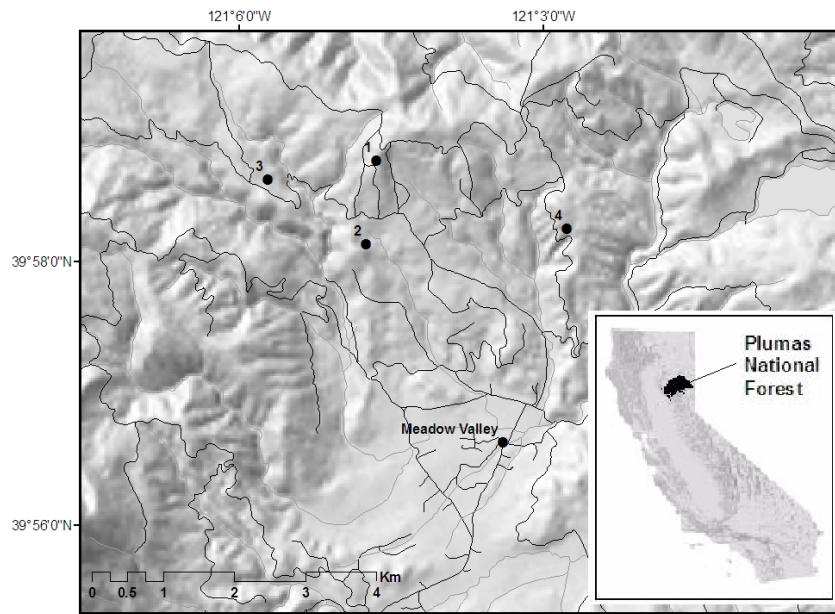 121°6'0"W
121°3'0"W
1
3
4
2
39°58'0"N
Plumas
National
Forest
Meadow Valley
39°56'0"N
Km
0 0.5 1 2 3 4